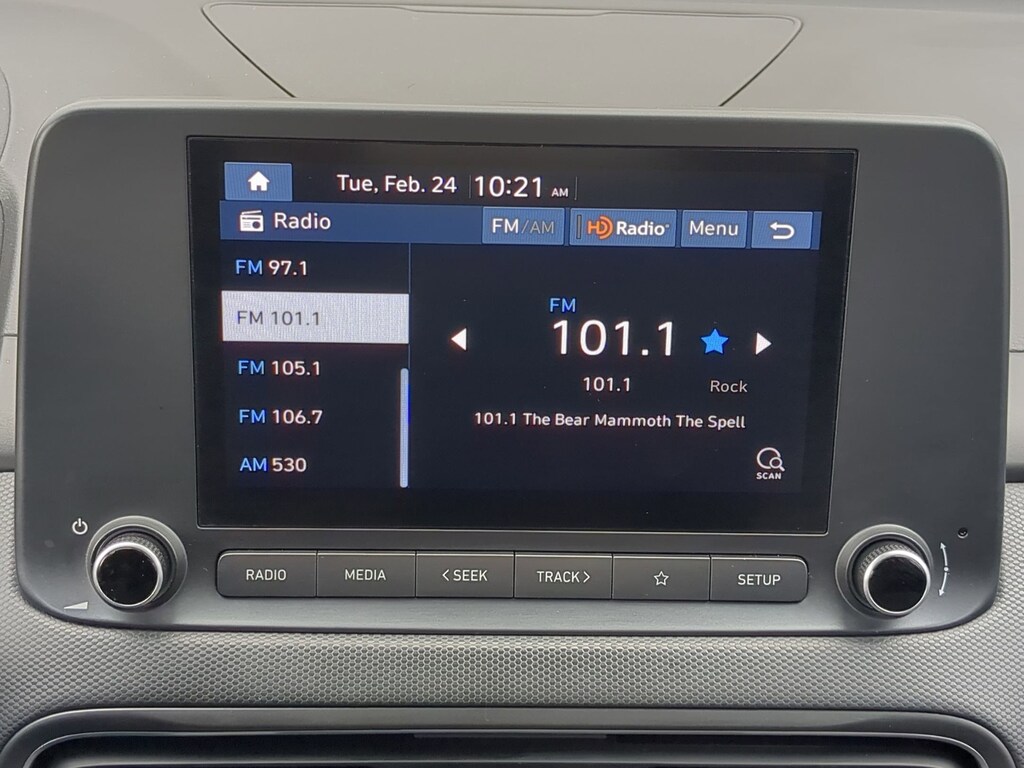 Tue, Feb. 24 10:21 AM
Radio FM/AM HD Radio Menu
FM 97.1
FM 101.1
FM 105.1
FM 106.7
AM 530
FM
101.1
101.1 Rock
101.1 The Bear Mammoth The Spell
SCAN
RADIO MEDIA < SEEK TRACK > ☆ SETUP